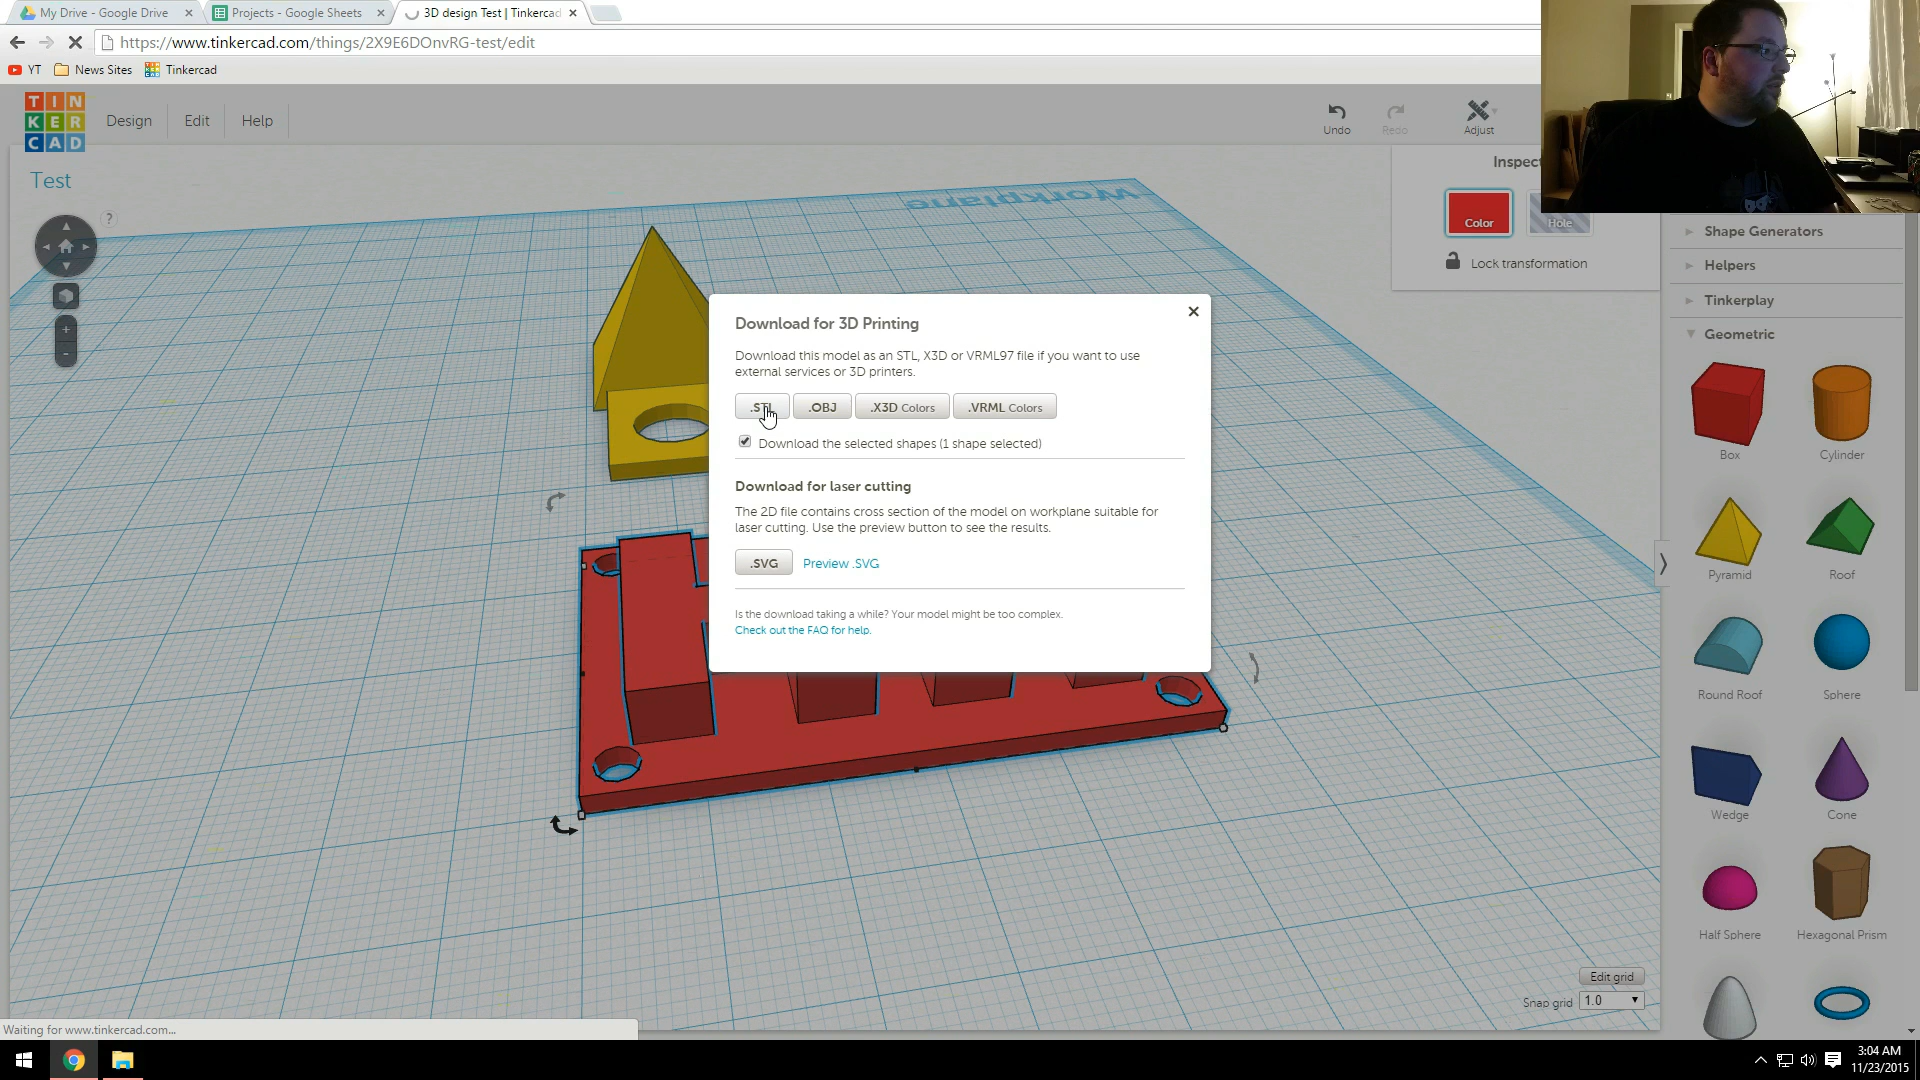 My Drive - Google Drive
Projects - Google Sheets
3D design Test | Tinkercad
https://www.tinkercad.com/things/2X9E6DOnvRG-test/edit
YT
News Sites
Tinkercad
TIN
KER
CAD
Design
Edit
Help
Undo
Redo
Adjust
Test
?
Workplane
Inspect
Color
Hole
Lock transformation
Shape Generators
Helpers
Tinkerplay
Geometric
Box
Cylinder
Pyramid
Roof
Round Roof
Sphere
Wedge
Cone
Half Sphere
Hexagonal Prism
Download for 3D Printing
Download this model as an STL, X3D or VRML97 file if you want to use
external services or 3D printers.
.STL
.OBJ
.X3D Colors
.VRML Colors
Download the selected shapes (1 shape selected)
Download for laser cutting
The 2D file contains cross section of the model on workplane suitable for
laser cutting. Use the preview button to see the results.
.SVG
Preview .SVG
Is the download taking a while? Your model might be too complex.
Check out the FAQ for help.
Edit grid
Snap grid
1.0
Waiting for www.tinkercad.com...
3:04 AM
11/23/2015